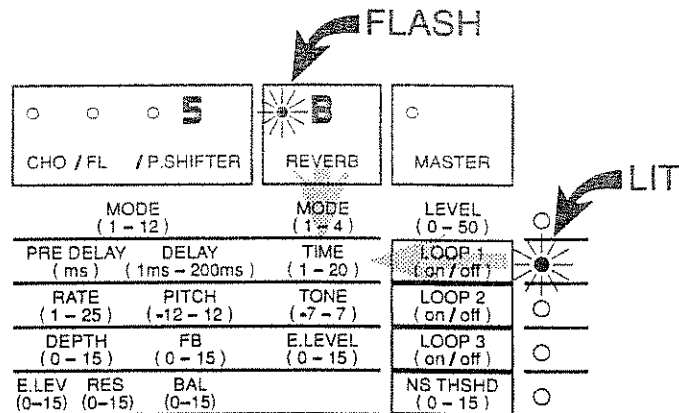 FLASH
5 8
CHO / FL / P.SHIFTER REVERB MASTER
LIT
MODE MODE LEVEL
(1–12) (1–4) (0–50)
PRE DELAY DELAY TIME LOOP 1
(ms) (1ms–200ms) (1–20) (on/off)
RATE PITCH TONE LOOP 2
(1–25) (-12–12) (-7–7) (on/off)
DEPTH FB E.LEVEL LOOP 3
(0–15) (0–15) (0–15) (on/off)
E.LEV RES BAL NS THSHD
(0–15) (0–15) (0–15) (0–15)